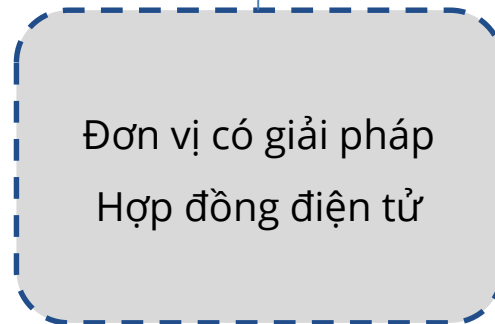 Đơn vị có giải pháp
Hợp đồng điện tử